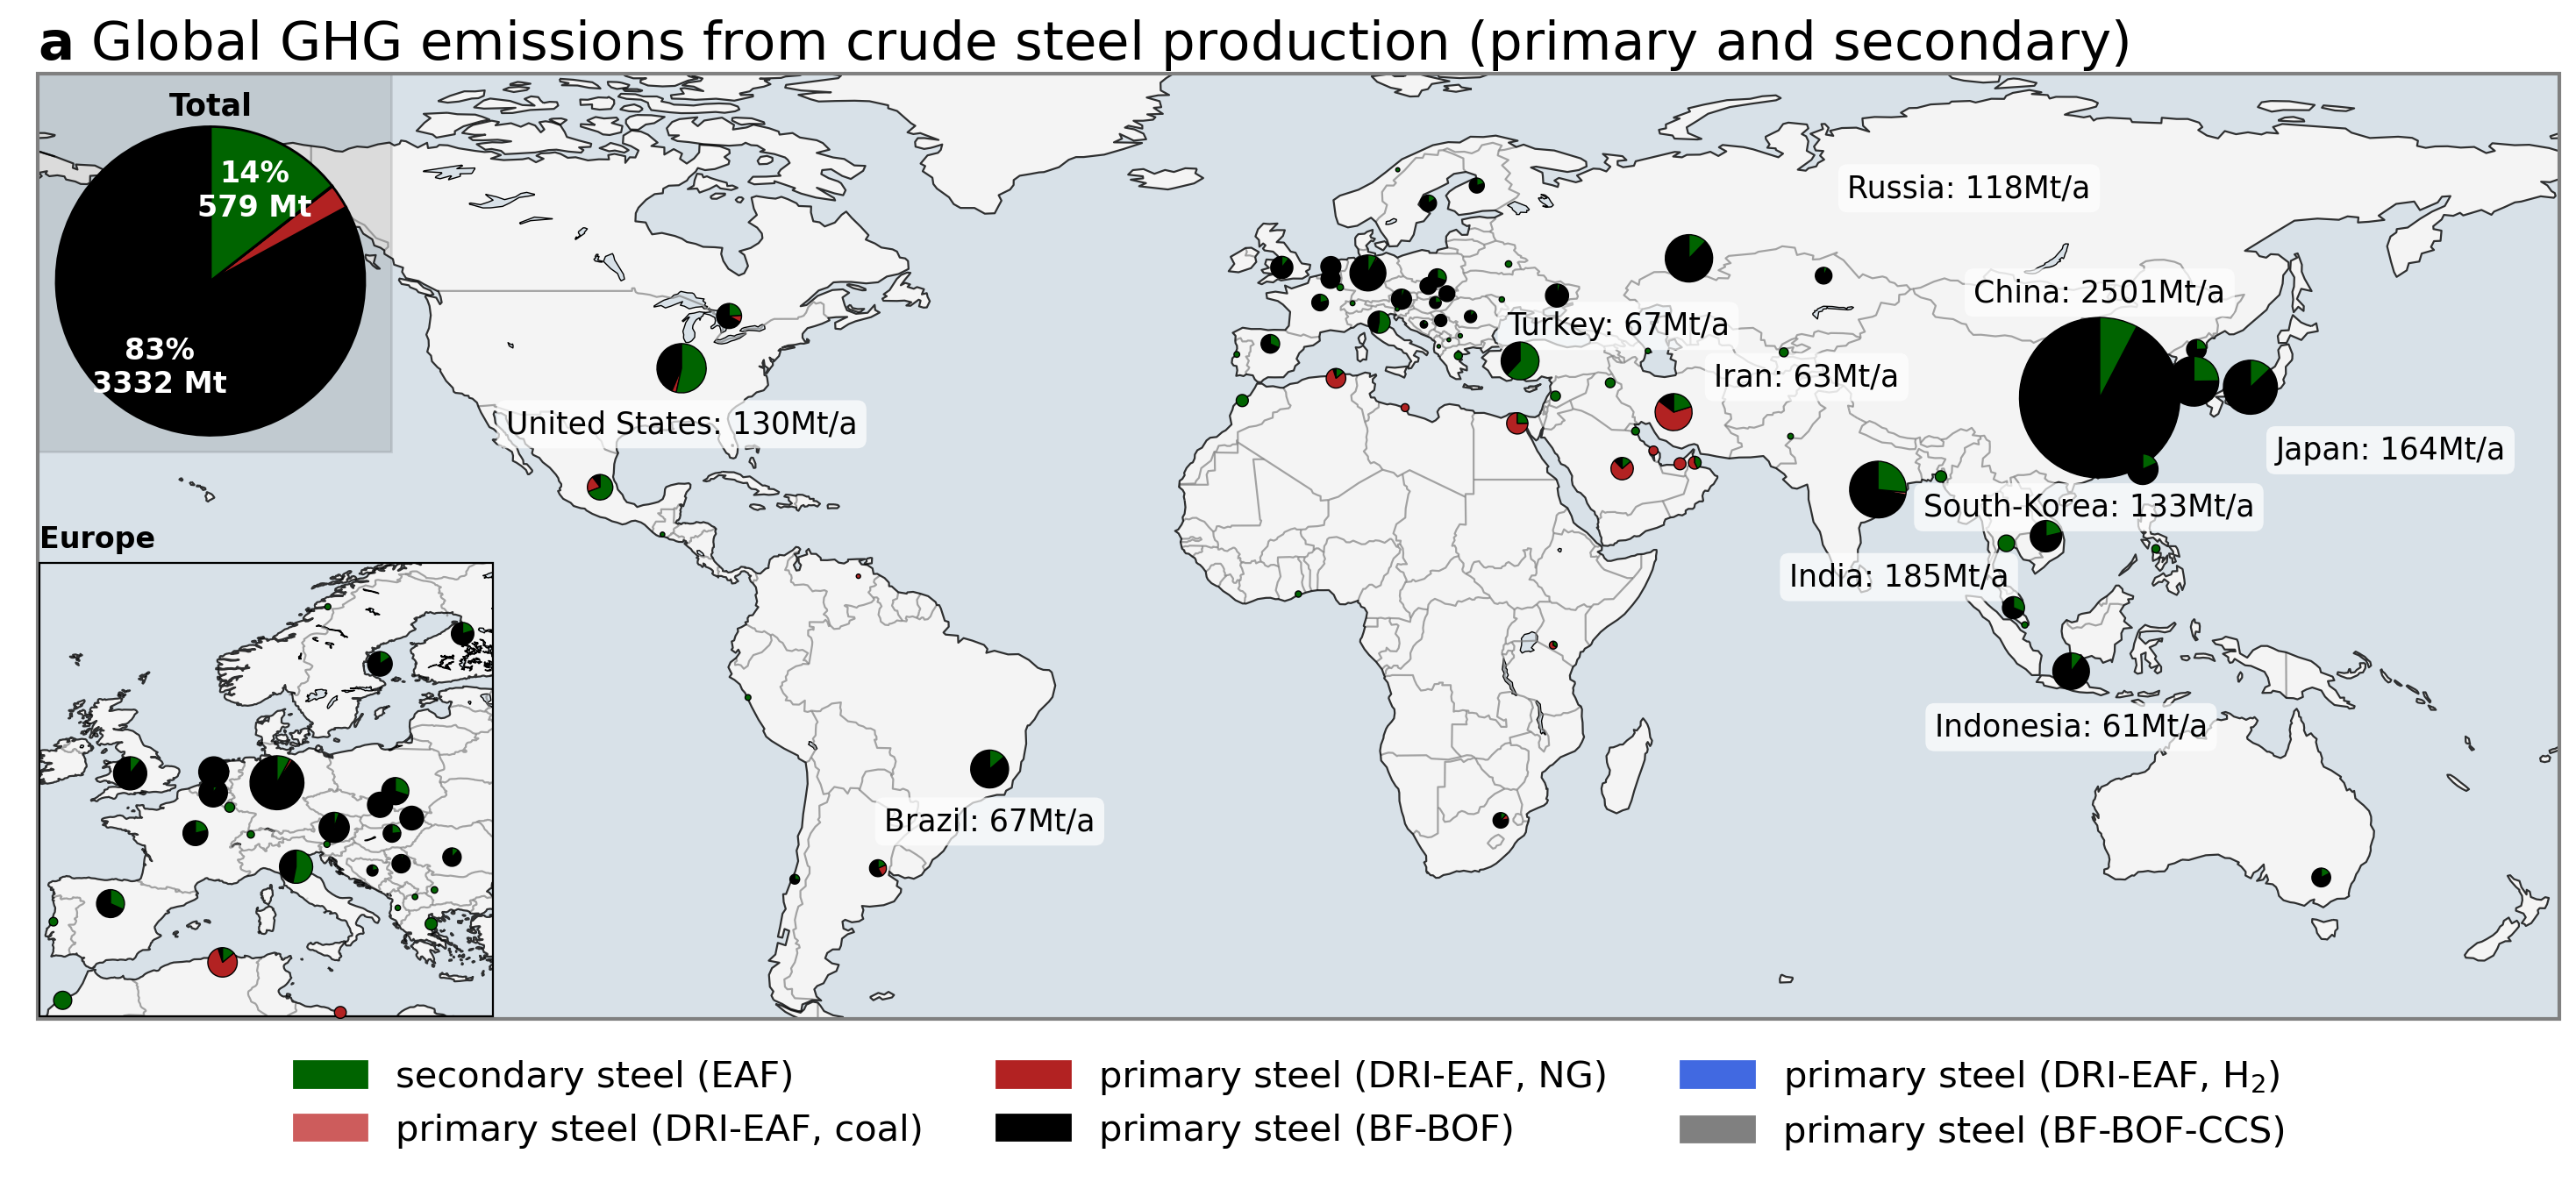 a Global GHG emissions from crude steel production (primary and secondary)
Total
14%
579 Mt
83%
3332 Mt
Russia: 118Mt/a
China: 2501Mt/a
Turkey: 67Mt/a
Iran: 63Mt/a
United States: 130Mt/a
Japan: 164Mt/a
South-Korea: 133Mt/a
Europe
India: 185Mt/a
Indonesia: 61Mt/a
Brazil: 67Mt/a
secondary steel (EAF)
primary steel (DRI-EAF, coal)
primary steel (DRI-EAF, NG)
primary steel (BF-BOF)
primary steel (DRI-EAF, H₂)
primary steel (BF-BOF-CCS)